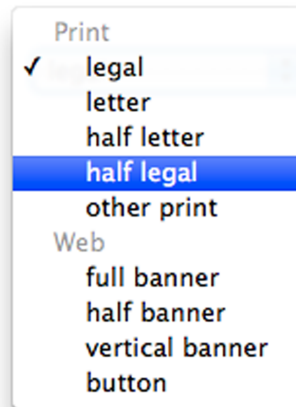 Print
✓ legal
letter
half letter
half legal
other print
Web
full banner
half banner
vertical banner
button